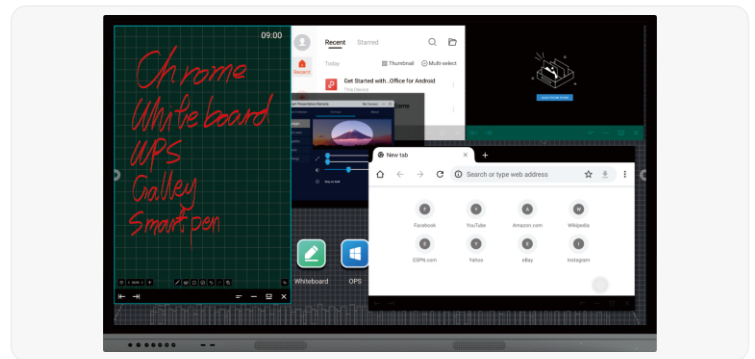 09:00
Chrome
Whiteboard
WPS
Galley
Smart pen
Recent
Recent Starred
Today Thumbnail Multi-select
Get Started with...Office for Android
This Device
New tab
Search or type web address
Facebook YouTube Amazon.com Wikipedia
ESPN.com Yahoo eBay Instagram
Whiteboard OPS